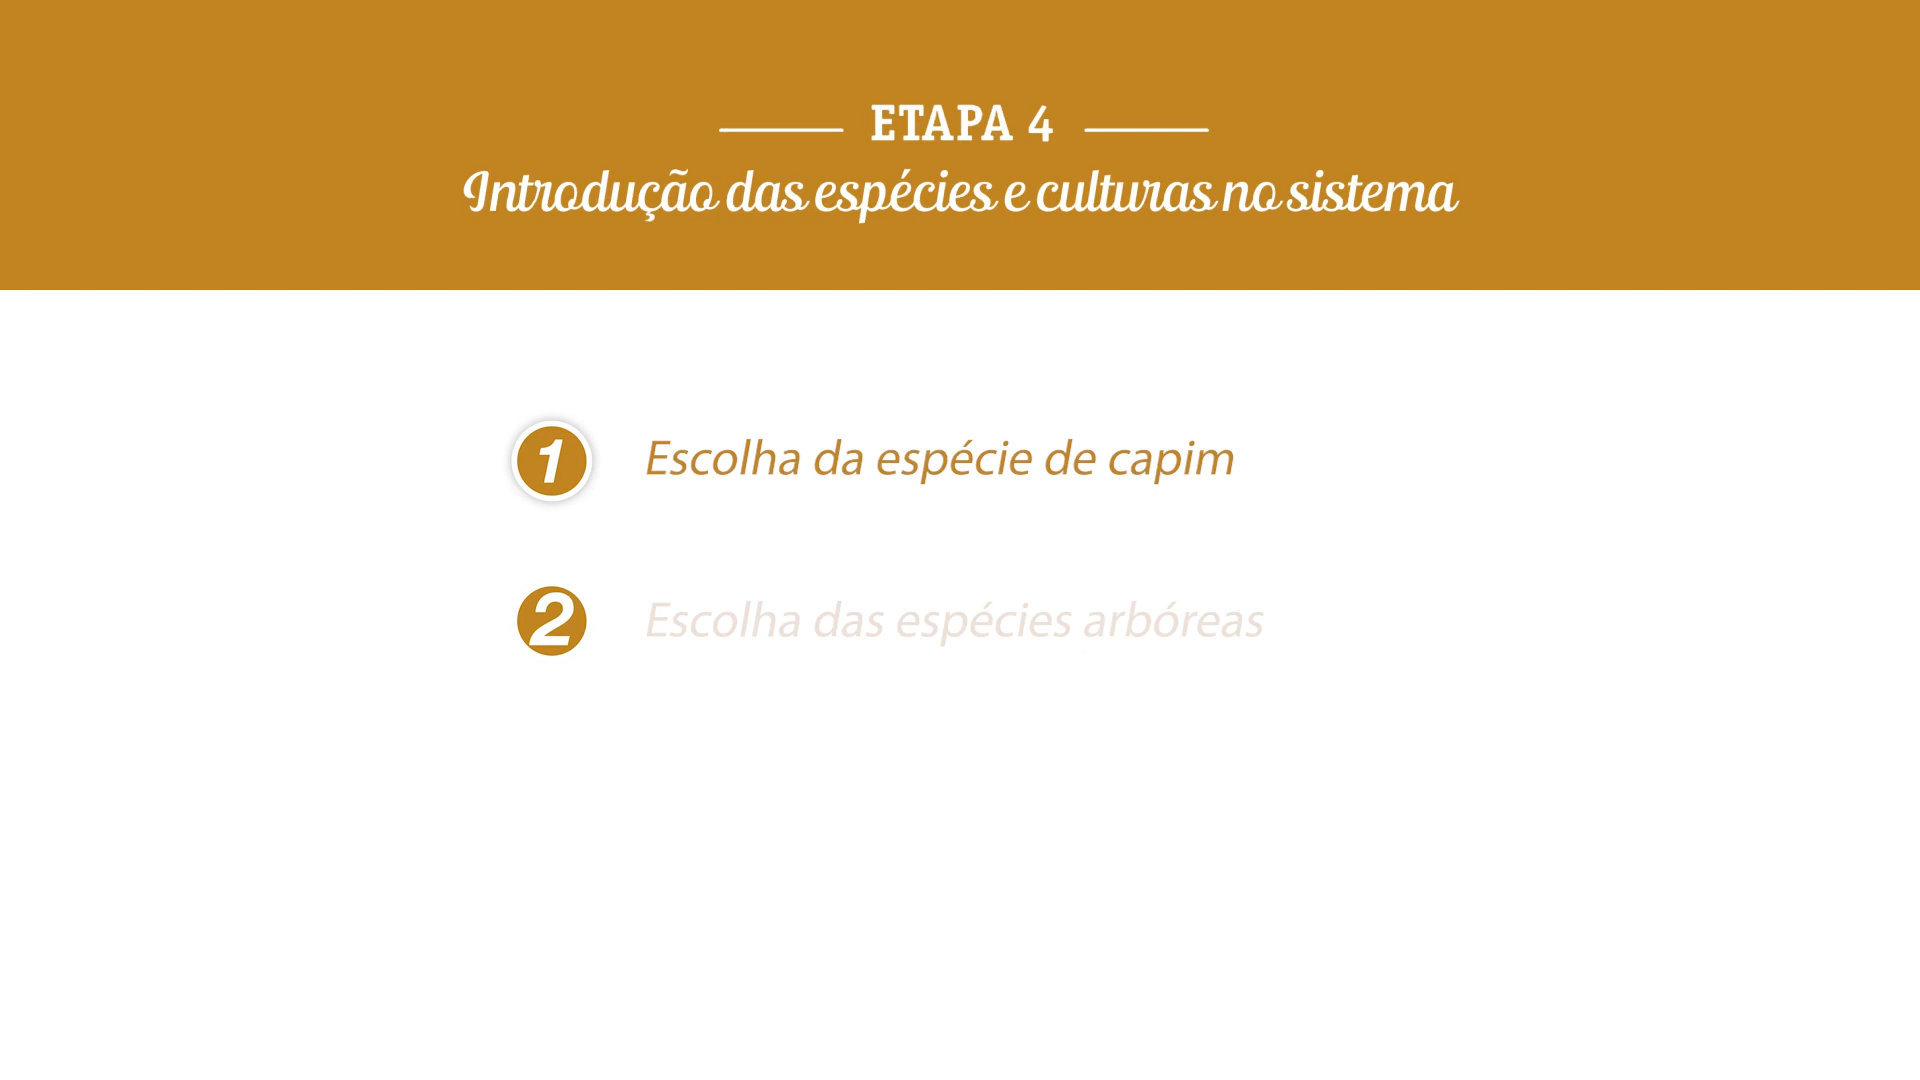 ETAPA 4
Introdução das espécies e culturas no sistema
1 Escolha da espécie de capim
2 Escolha das espécies arbóreas